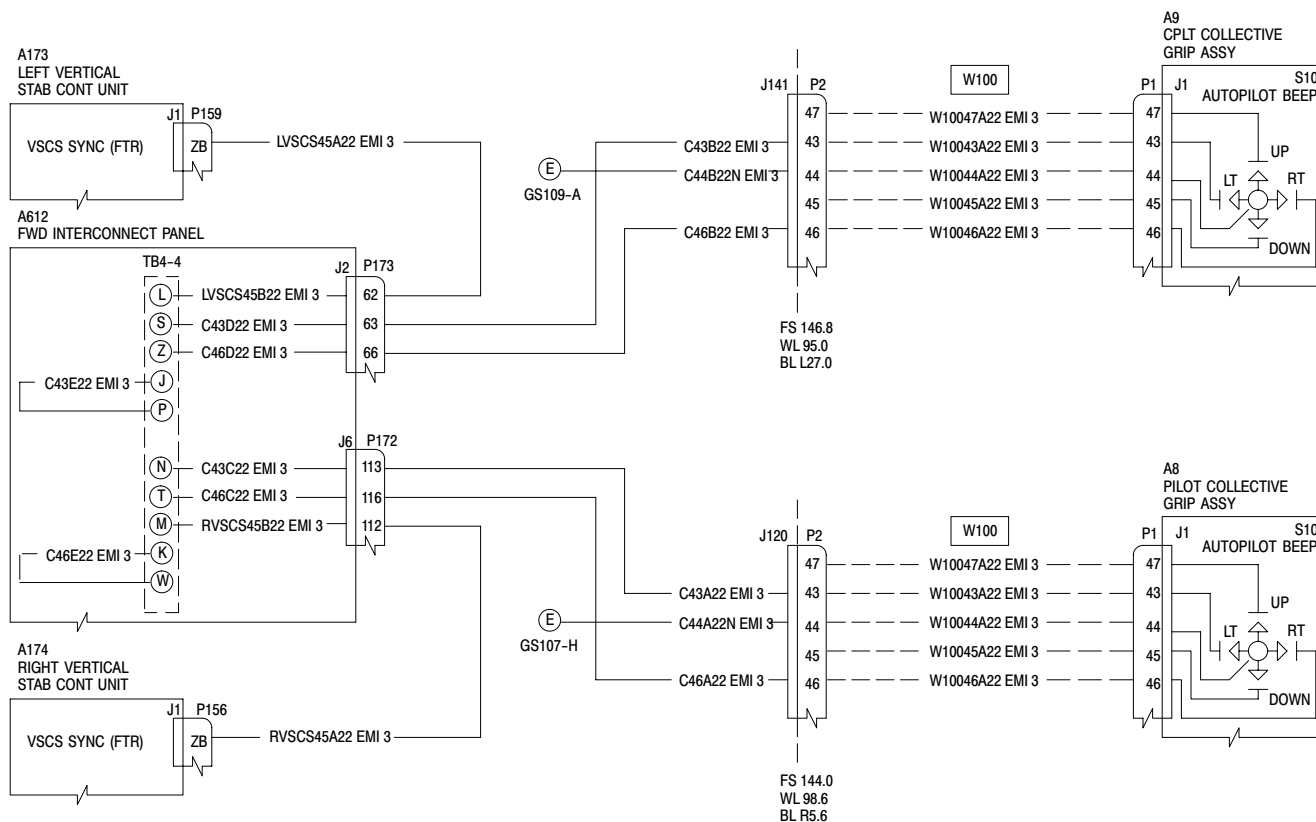 A173
LEFT VERTICAL
STAB CONT UNIT
J1 P159
VSCS SYNC (FTR)
ZB
LVSCS45A22 EMI 3
A612
FWD INTERCONNECT PANEL
TB4-4
J2 P173
L LVSCS45B22 EMI 3 62
S C43D22 EMI 3 63
Z C46D22 EMI 3 66
C43E22 EMI 3 J
P
J6 P172
N C43C22 EMI 3 113
T C46C22 EMI 3 116
M RVSCS45B22 EMI 3 112
C46E22 EMI 3 K
W
A174
RIGHT VERTICAL
STAB CONT UNIT
J1 P156
VSCS SYNC (FTR)
ZB
RVSCS45A22 EMI 3
E
GS109-A
J141 P2
W100
P1 J1
47 W10047A22 EMI 3 47
C43B22 EMI 3 43 W10043A22 EMI 3 43
C44B22N EMI 3 44 W10044A22 EMI 3 44
45 W10045A22 EMI 3 45
C46B22 EMI 3 46 W10046A22 EMI 3 46
FS 146.8
WL 95.0
BL L27.0
A9
CPLT COLLECTIVE
GRIP ASSY
S10
AUTOPILOT BEEP
UP
LT RT
DOWN
E
GS107-H
J120 P2
W100
P1 J1
47 W10047A22 EMI 3 47
C43A22 EMI 3 43 W10043A22 EMI 3 43
C44A22N EMI 3 44 W10044A22 EMI 3 44
45 W10045A22 EMI 3 45
C46A22 EMI 3 46 W10046A22 EMI 3 46
FS 144.0
WL 98.6
BL R5.6
A8
PILOT COLLECTIVE
GRIP ASSY
S10
AUTOPILOT BEEP
UP
LT RT
DOWN